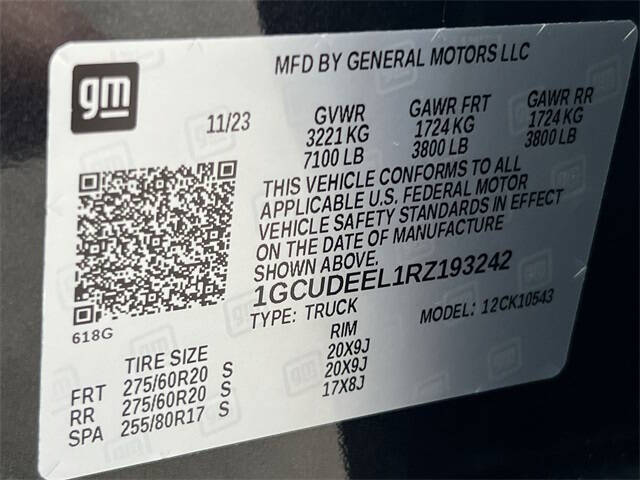 gm
MFD BY GENERAL MOTORS LLC
11/23 GVWR GAWR FRT GAWR RR
3221 KG 1724 KG 1724 KG
7100 LB 3800 LB 3800 LB
THIS VEHICLE CONFORMS TO ALL
APPLICABLE U.S. FEDERAL MOTOR
VEHICLE SAFETY STANDARDS IN EFFECT
ON THE DATE OF MANUFACTURE
SHOWN ABOVE.
1GCUDEEL1RZ193242
TYPE: TRUCK MODEL: 12CK10543
618G
TIRE SIZE RIM
FRT 275/60R20 S 20X9J
RR 275/60R20 S 20X9J
SPA 255/80R17 S 17X8J